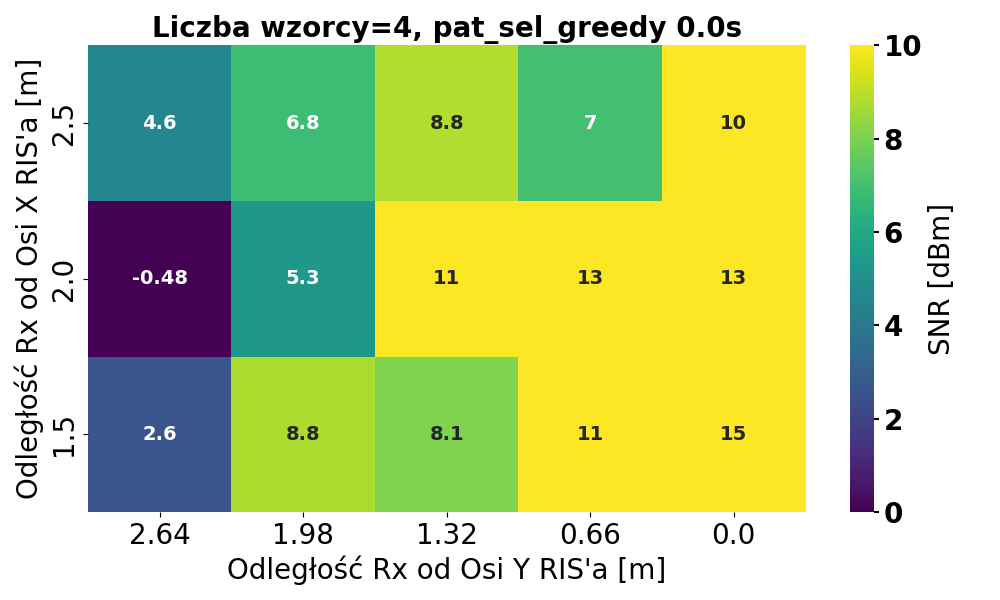 Liczba wzorcy=4, pat_sel_greedy 0.0s
Odległość Rx od Osi X RIS'a [m]
2.5
4.6 6.8 8.8 7 10
2.0
-0.48 5.3 11 13 13
1.5
2.6 8.8 8.1 11 15
2.64 1.98 1.32 0.66 0.0
Odległość Rx od Osi Y RIS'a [m]
10
8
6
4
2
0
SNR [dBm]